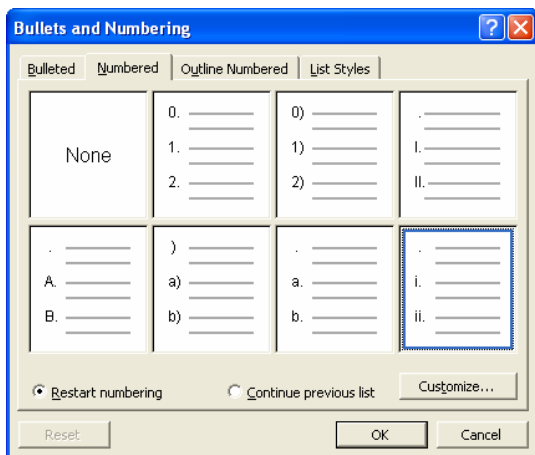 Bullets and Numbering
Bulleted Numbered Outline Numbered List Styles
None
0.
1.
2.
0)
1)
2)
.
I.
II.
.
A.
B.
)
a)
b)
.
a.
b.
.
i.
ii.
Restart numbering Continue previous list Customize...
Reset OK Cancel